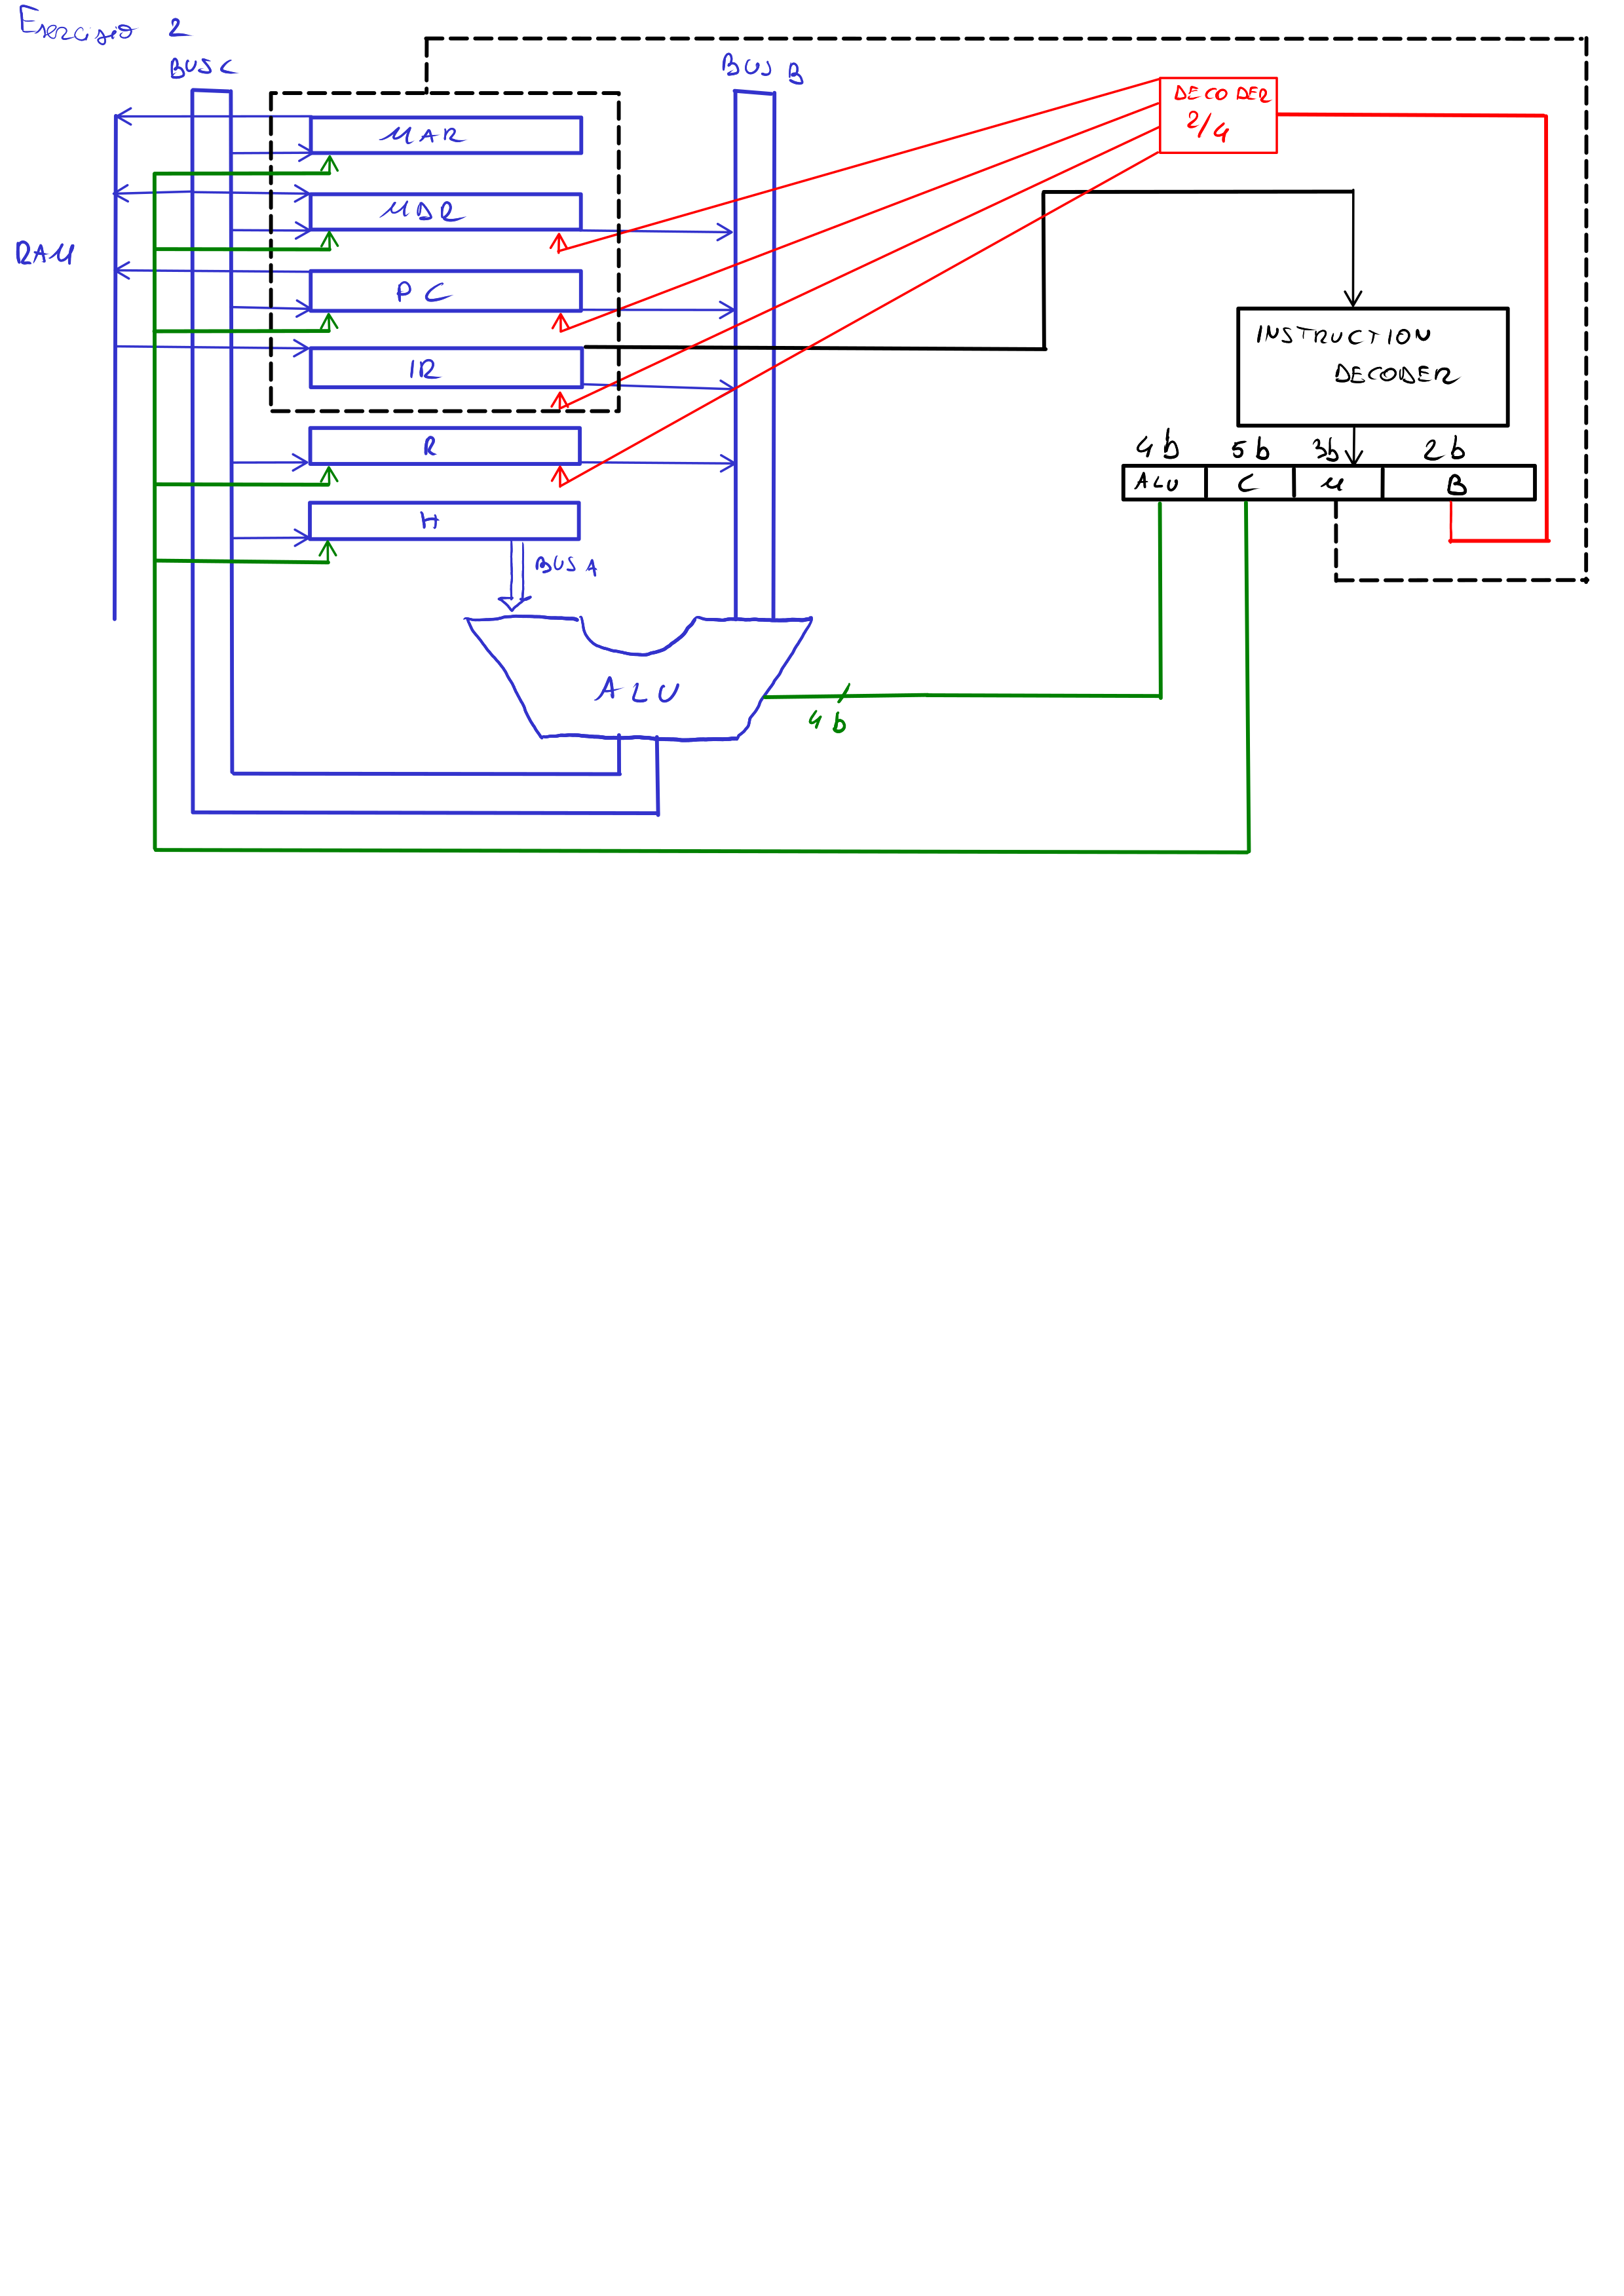 Esercizio 2
BUS C
BUS B
DECODER
2/4
MAR
MDR
RAM
PC
IR
INSTRUCTION
DECODER
4b 5b 3b 2b
R
ALU C M B
H
BUS A
ALU
4b